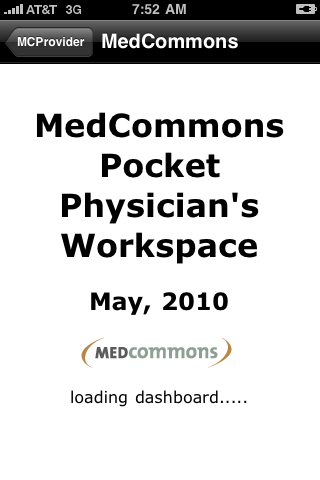 AT&T 3G 7:52 AM
MCProvider MedCommons
MedCommons
Pocket
Physician's
Workspace
May, 2010
MEDcommons
loading dashboard.....